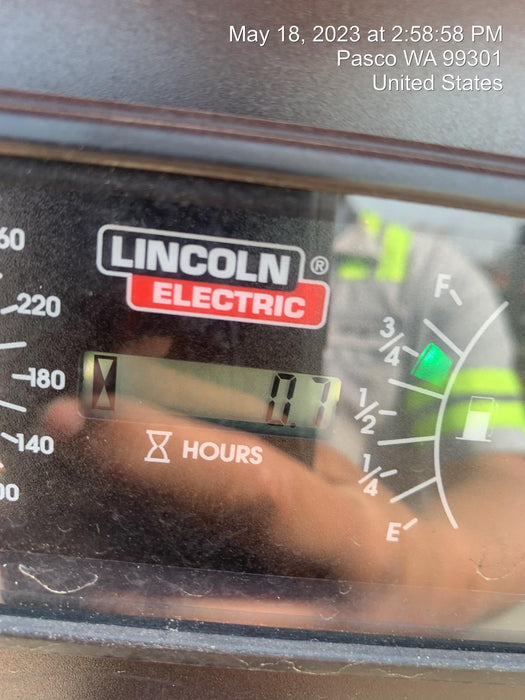 May 18, 2023 at 2:58:58 PM
Pasco WA 99301
United States
LINCOLN ®
ELECTRIC
220
180
140
0.7
HOURS
F
3/4
1/2
1/4
E